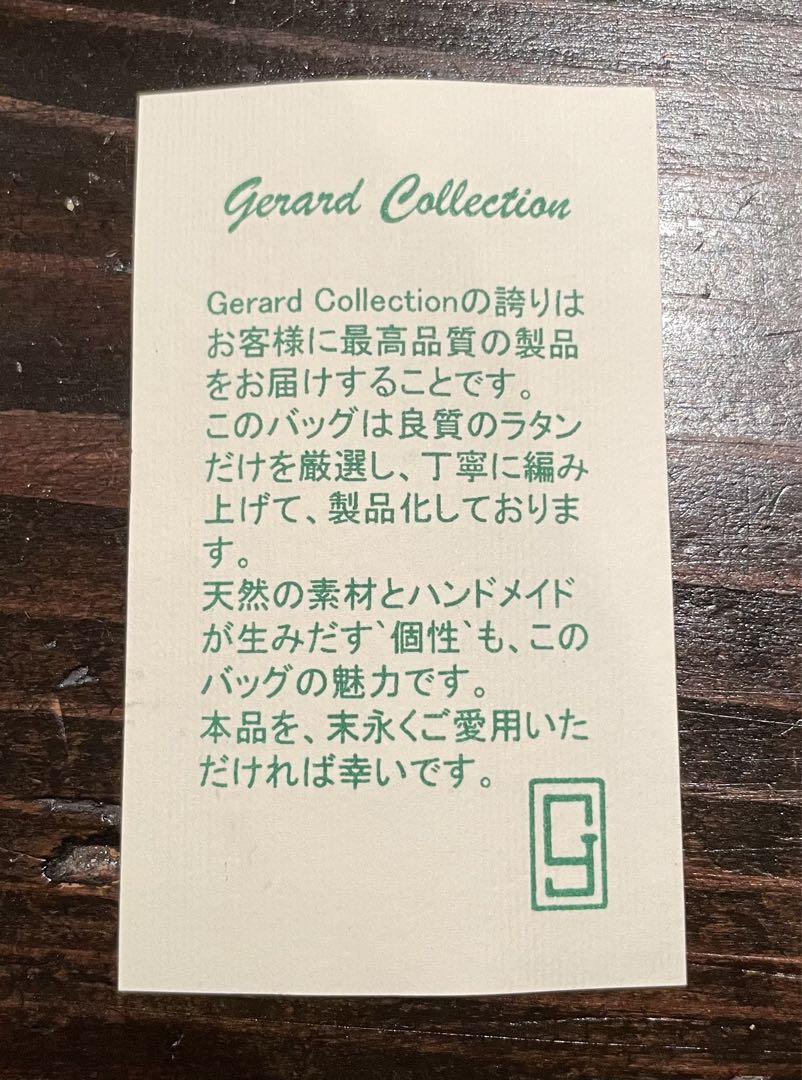 Gerard Collection
Gerard Collectionの誇りは
お客様に最高品質の製品
をお届けすることです。
このバッグは良質のラタン
だけを厳選し、丁寧に編み
上げて、製品化しておりま
す。
天然の素材とハンドメイド
が生みだす`個性`も、この
バッグの魅力です。
本品を、末永くご愛用いた
だければ幸いです。